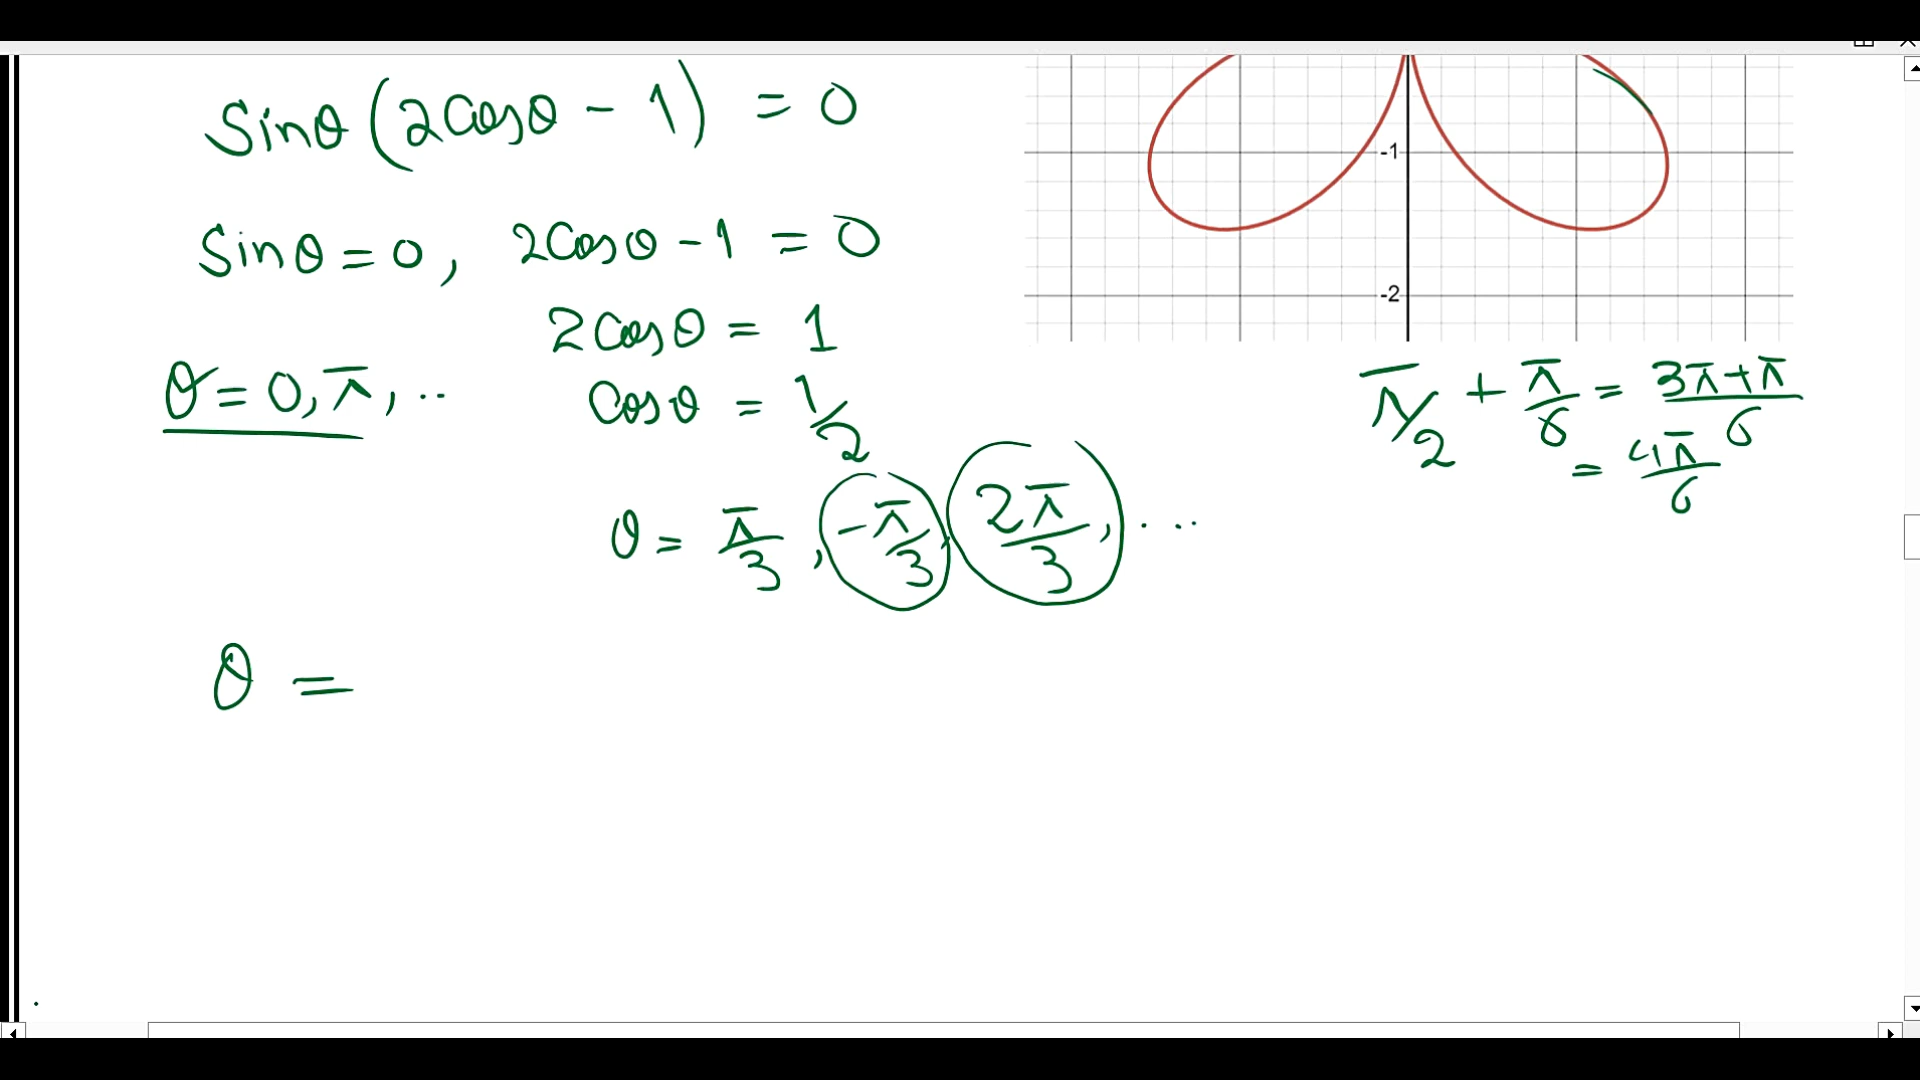 Sinθ (2Cosθ - 1) = 0
Sinθ = 0, 2Cosθ - 1 = 0
2Cosθ = 1
θ = 0, π, ..
Cosθ = 1/2
θ = π/3, -π/3, 2π/3, ....
θ =
-1
-2
π/2 + π/6 = 3π+π/6
= 4π/6